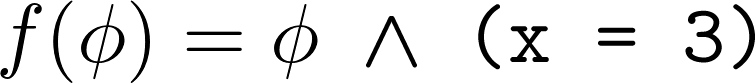 f(ϕ) = ϕ ∧ (x = 3)